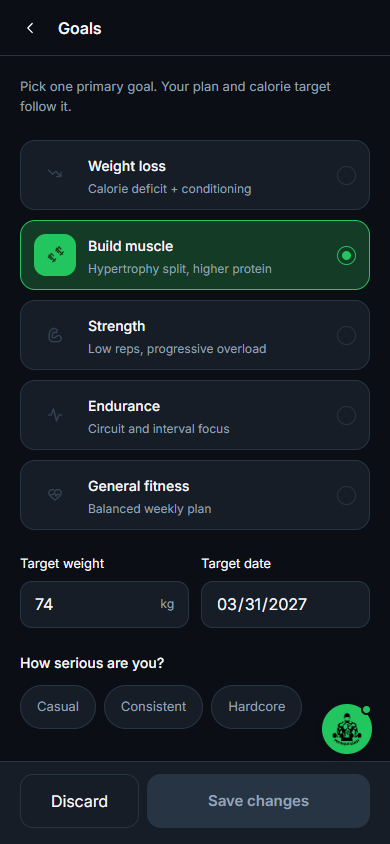 Goals
Pick one primary goal. Your plan and calorie target
follow it.
Weight loss
Calorie deficit + conditioning
Build muscle
Hypertrophy split, higher protein
Strength
Low reps, progressive overload
Endurance
Circuit and interval focus
General fitness
Balanced weekly plan
Target weight
Target date
74 kg
03/31/2027
How serious are you?
Casual
Consistent
Hardcore
Discard
Save changes